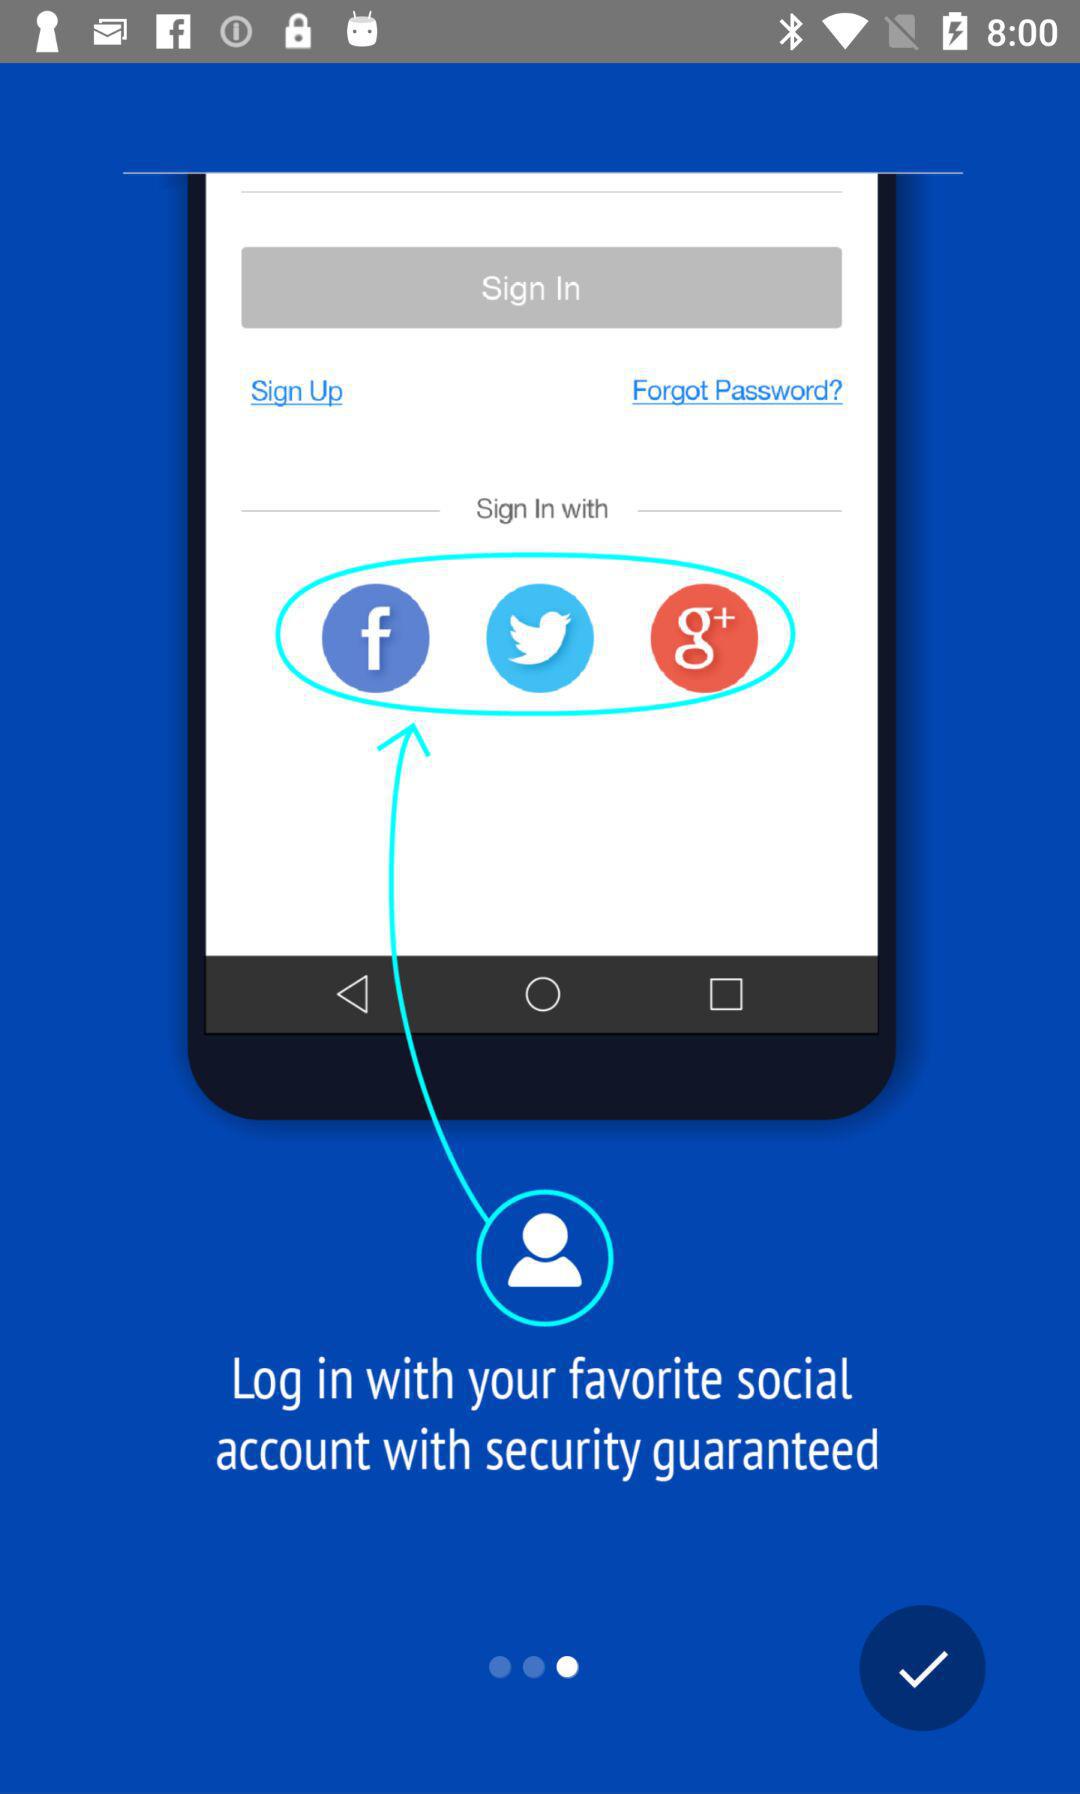 8:00
Sign In
Sign Up Forgot Password?
Sign In with
f g+
Log in with your favorite social
account with security guaranteed